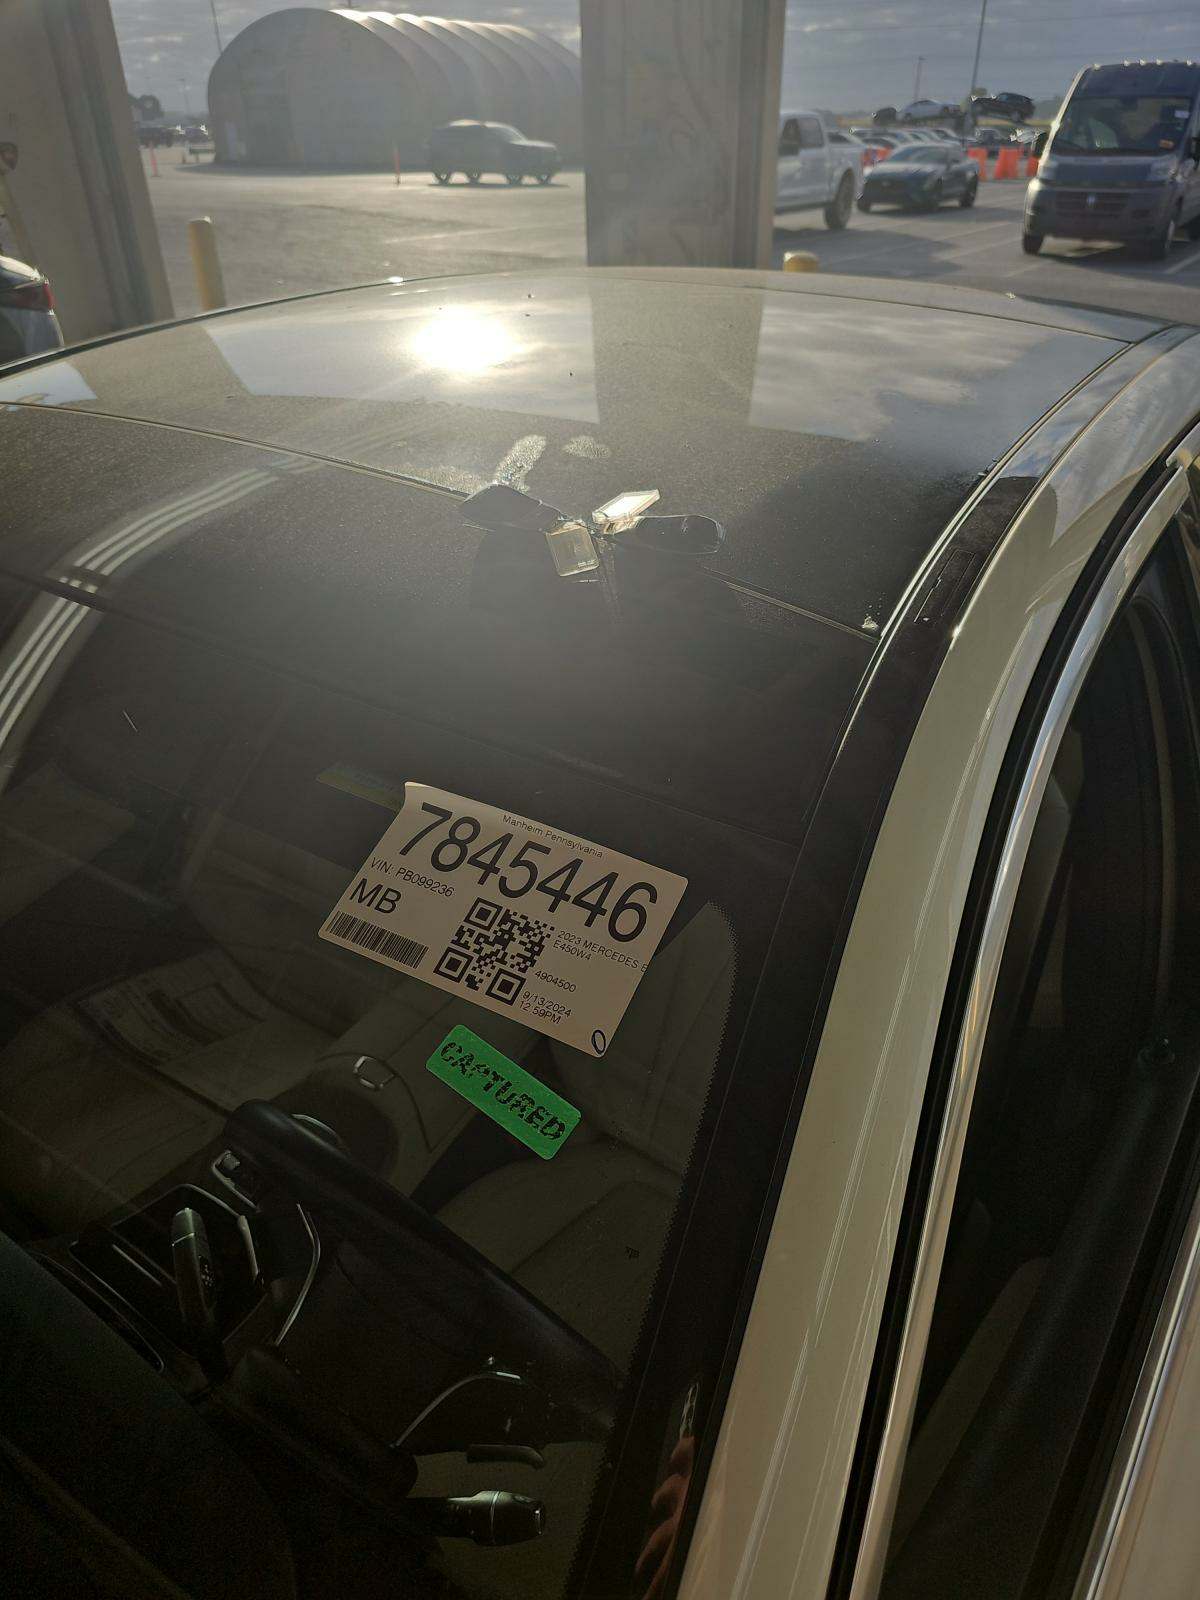 Manheim Pennsylvania
7845446
VIN: PB099236
MB
2023 MERCEDES B
E450W4
4904500
9/13/2024
12:59PM
0
CAPTURED